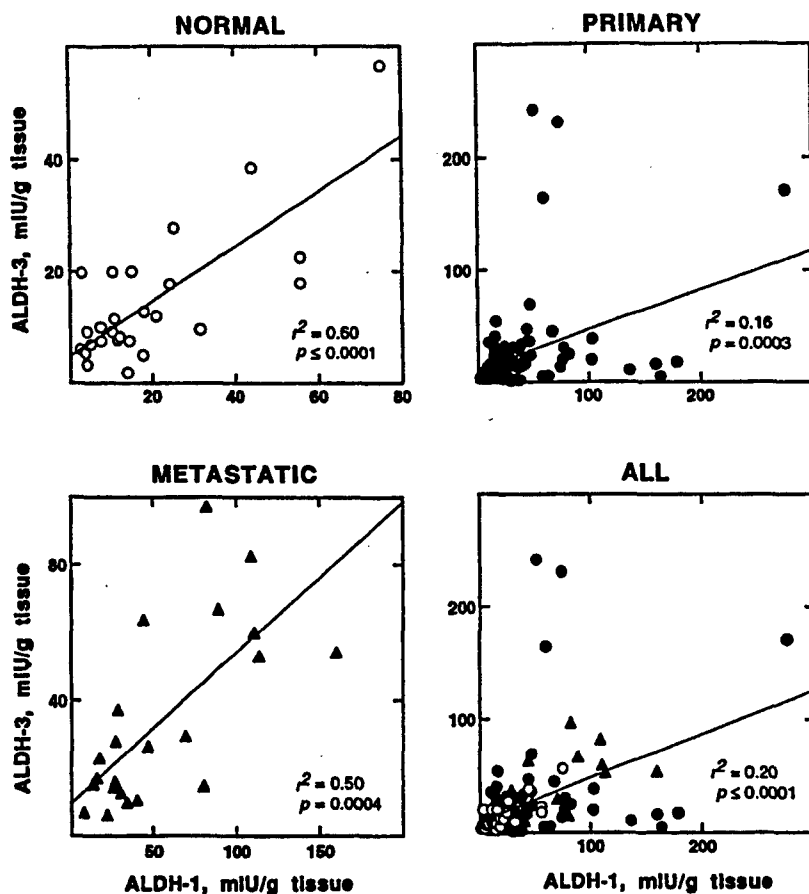 NORMAL
ALDH-3, mIU/g tissue
40
20
20
40
60
80
r² = 0.60
p ≤ 0.0001
PRIMARY
200
100
100
200
r² = 0.16
p = 0.0003
METASTATIC
ALDH-3, mIU/g tissue
80
40
50
100
150
r² = 0.50
p = 0.0004
ALDH-1, mIU/g tissue
ALL
200
100
100
200
r² = 0.20
p ≤ 0.0001
ALDH-1, mIU/g tissue